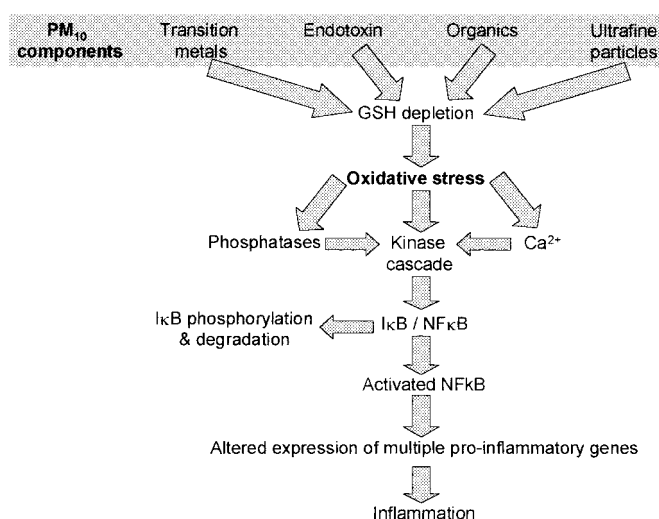 PM10 components
Transition metals
Endotoxin
Organics
Ultrafine particles
GSH depletion
Oxidative stress
Phosphatases
Kinase cascade
Ca2+
IκB phosphorylation & degradation
IκB / NFκB
Activated NFkB
Altered expression of multiple pro-inflammatory genes
Inflammation